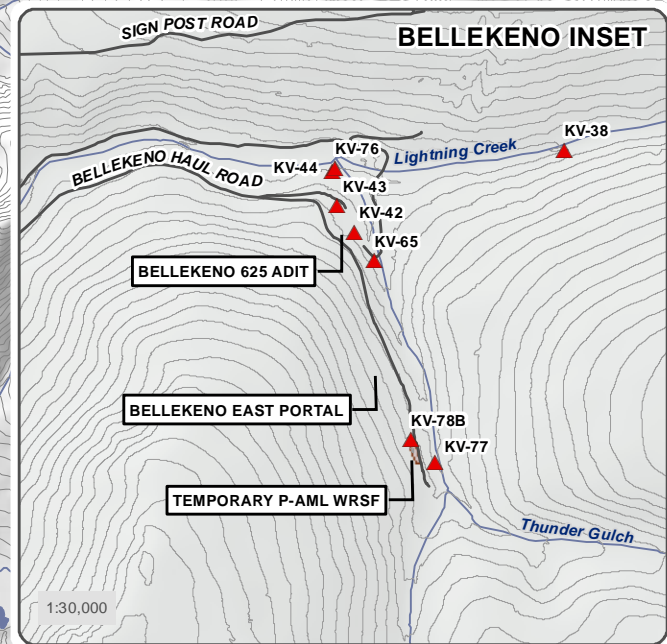 SIGN POST ROAD
BELLEKENO INSET
KV-38
KV-76
Lightning Creek
KV-44
BELLEKENO HAUL ROAD
KV-43
KV-42
KV-65
BELLEKENO 625 ADIT
BELLEKENO EAST PORTAL
KV-78B
KV-77
TEMPORARY P-AML WRSF
Thunder Gulch
1:30,000